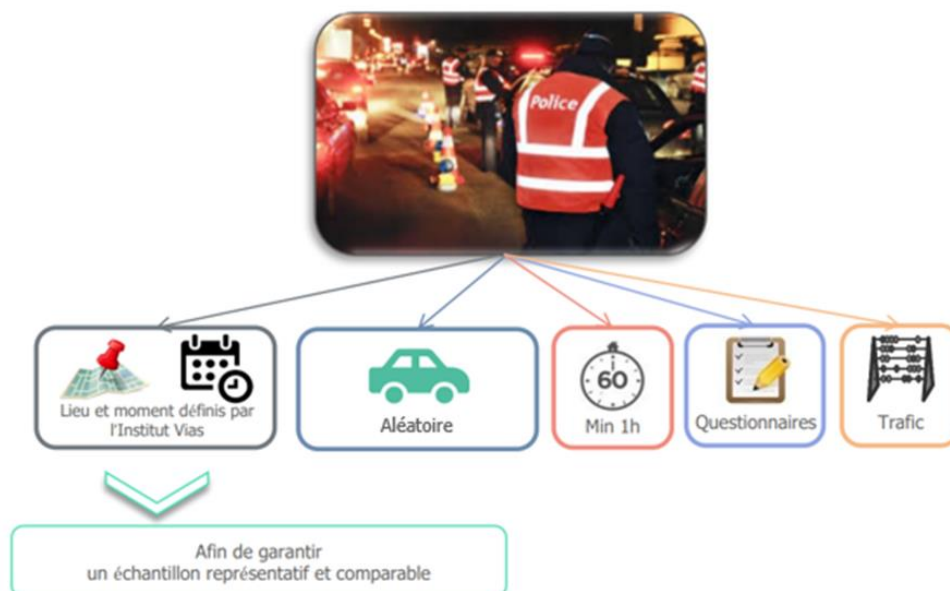 Police
60
Lieu et moment définis par
l'Institut Vias
Aléatoire
Min 1h
Questionnaires
Trafic
Afin de garantir
un échantillon représentatif et comparable